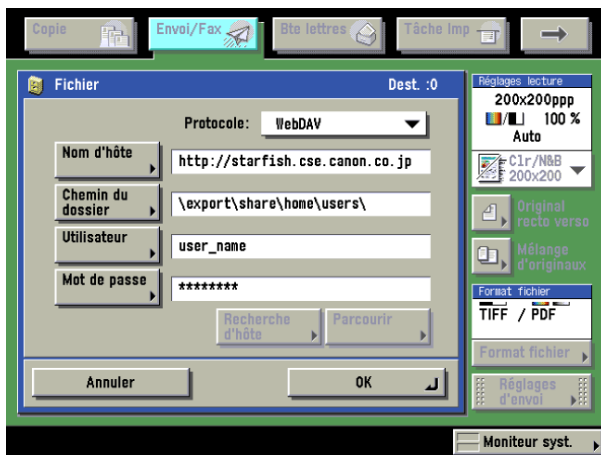 Copie
Envoi/Fax
Bte lettres
Tâche Imp
Fichier
Dest. :0
Protocole:
WebDAV
Nom d'hôte
http://starfish.cse.canon.co.jp
Chemin du
dossier
\export\share\home\users\
Utilisateur
user_name
Mot de passe
********
Recherche
d'hôte
Parcourir
Annuler
OK
Réglages lecture
200x200ppp
/ 100 %
Auto
Clr/N&B
200x200
Original
recto verso
Mélange
d'originaux
Format fichier
TIFF / PDF
Format fichier
Réglages
d'envoi
Moniteur syst.